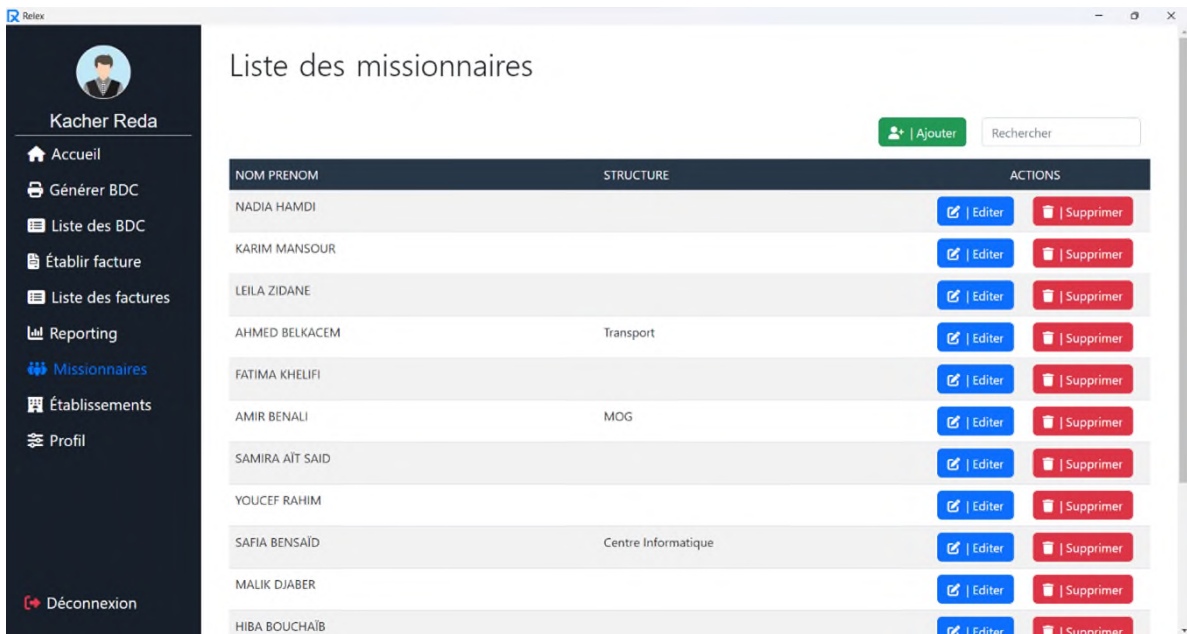 Relex
Kacher Reda
Accueil
Générer BDC
Liste des BDC
Établir facture
Liste des factures
Reporting
Missionnaires
Établissements
Profil
Déconnexion
Liste des missionnaires
| Ajouter
Rechercher
NOM PRENOM STRUCTURE ACTIONS
NADIA HAMDI | Editer | Supprimer
KARIM MANSOUR | Editer | Supprimer
LEILA ZIDANE | Editer | Supprimer
AHMED BELKACEM Transport | Editer | Supprimer
FATIMA KHELIFI | Editer | Supprimer
AMIR BENALI MOG | Editer | Supprimer
SAMIRA AÏT SAID | Editer | Supprimer
YOUCEF RAHIM | Editer | Supprimer
SAFIA BENSAÏD Centre Informatique | Editer | Supprimer
MALIK DJABER | Editer | Supprimer
HIBA BOUCHAÏB | Editer | Supprimer